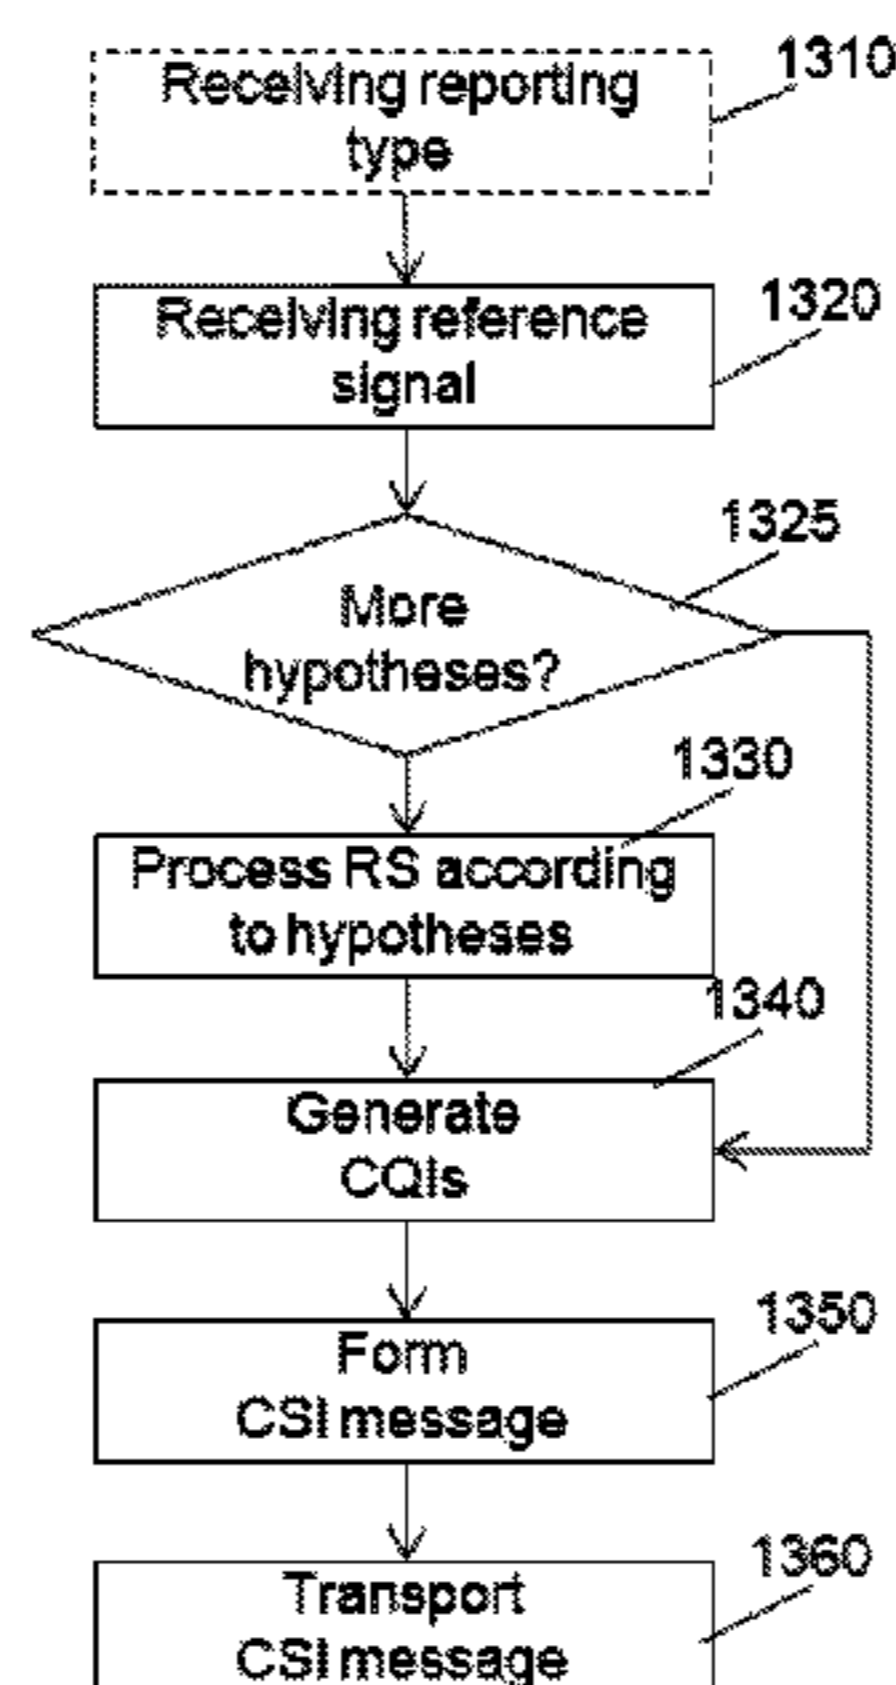 1310
Receiving reporting
type
1320
Receiving reference
signal
1325
More
hypotheses?
1330
Process RS according
to hypotheses
1340
Generate
CQIs
1350
Form
CSI message
1360
Transport
CSI message